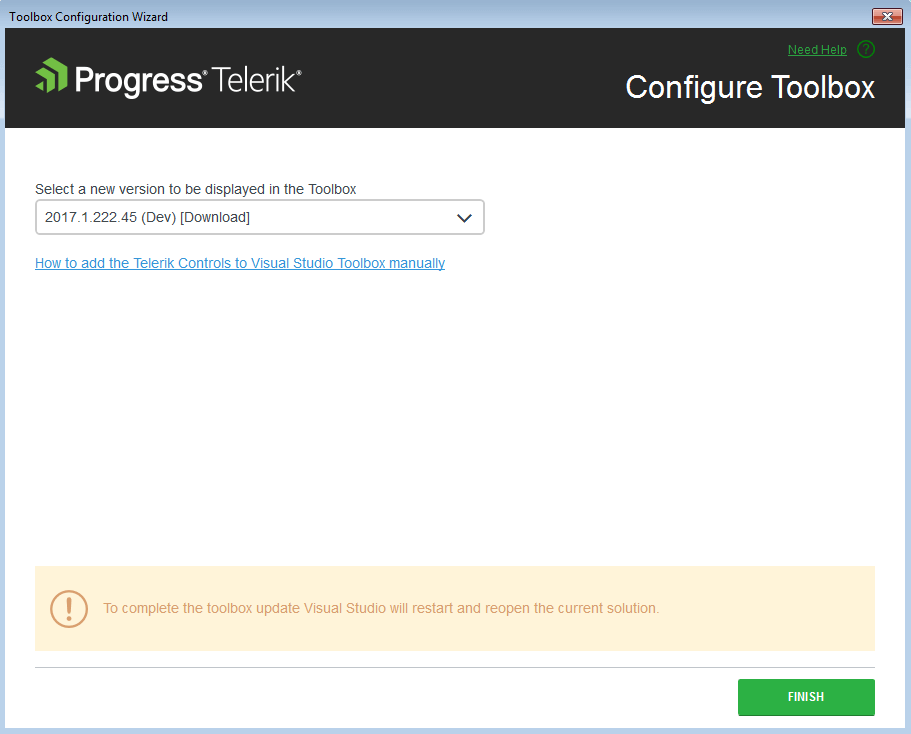 Toolbox Configuration Wizard
Need Help ?
Progress® Telerik®
Configure Toolbox
Select a new version to be displayed in the Toolbox
2017.1.222.45 (Dev) [Download]
How to add the Telerik Controls to Visual Studio Toolbox manually
To complete the toolbox update Visual Studio will restart and reopen the current solution.
FINISH